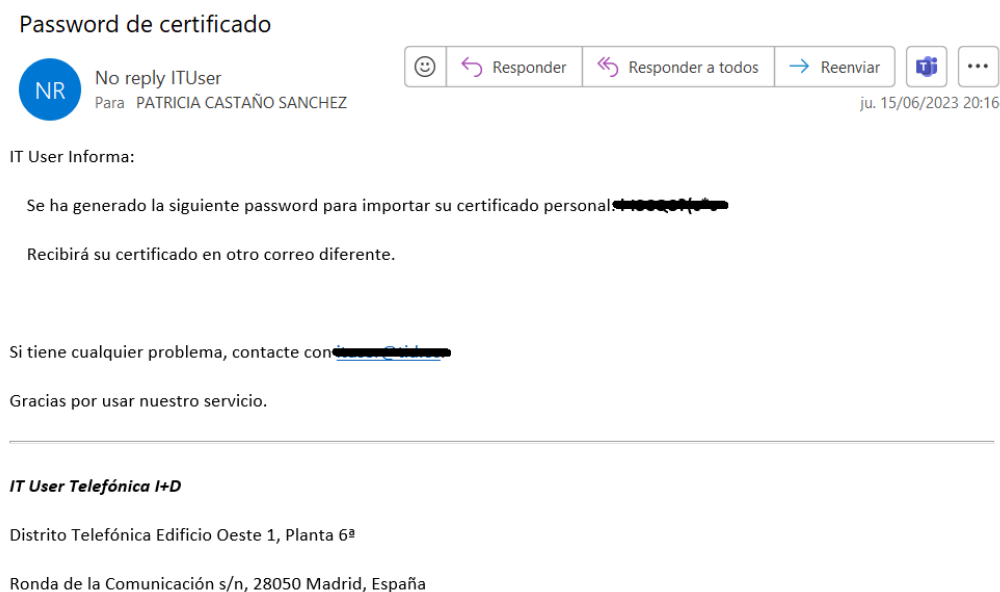 Password de certificado
NR
No reply ITUser
Para PATRICIA CASTAÑO SANCHEZ
Responder
Responder a todos
Reenviar
ju. 15/06/2023 20:16
IT User Informa:
Se ha generado la siguiente password para importar su certificado personal:
Recibirá su certificado en otro correo diferente.
Si tiene cualquier problema, contacte con
Gracias por usar nuestro servicio.
IT User Telefónica I+D
Distrito Telefónica Edificio Oeste 1, Planta 6ª
Ronda de la Comunicación s/n, 28050 Madrid, España